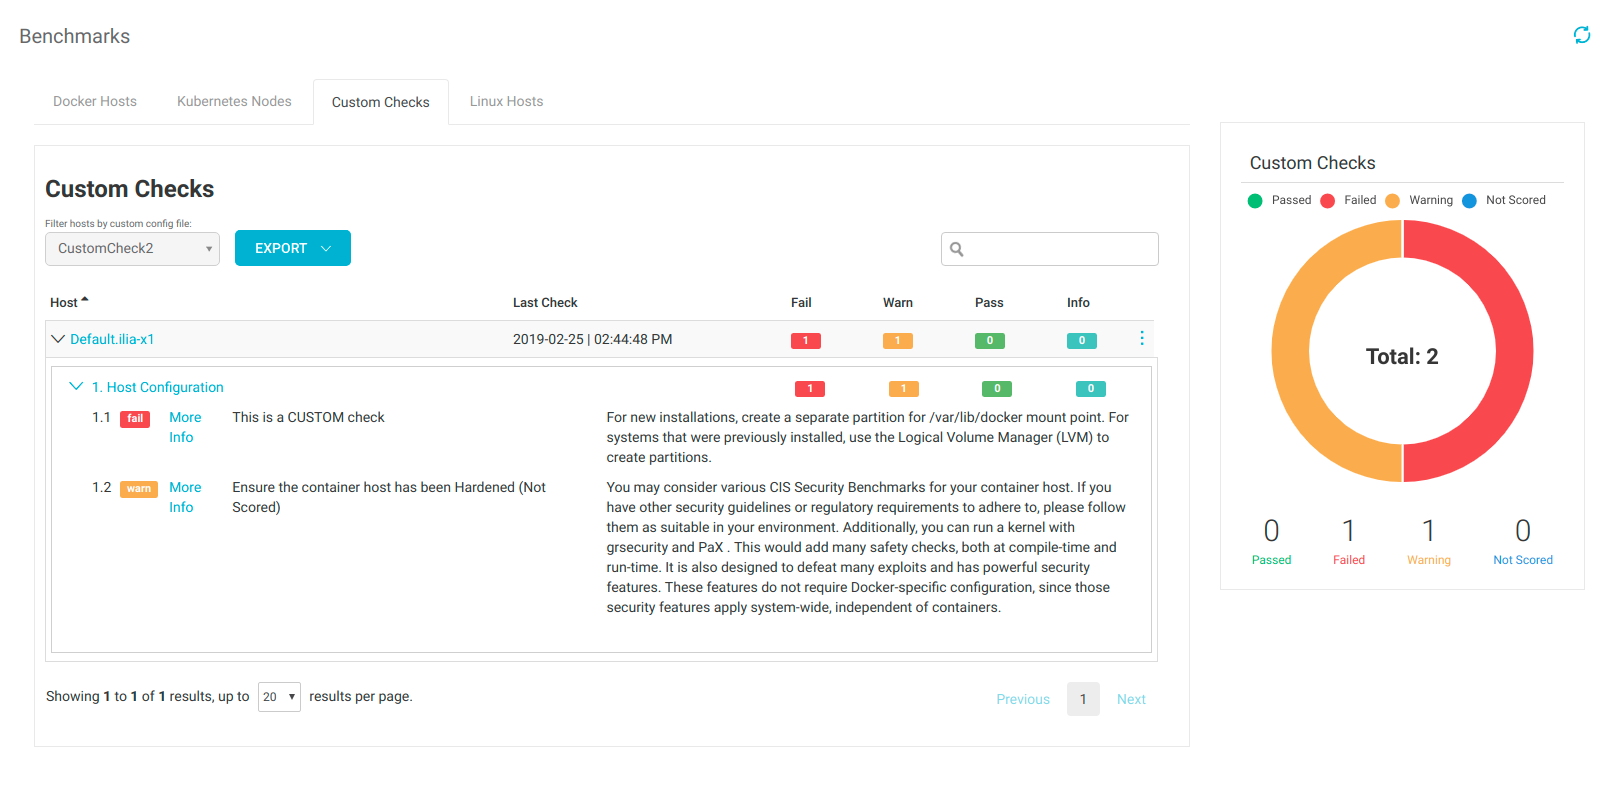 Benchmarks
Docker Hosts Kubernetes Nodes Custom Checks Linux Hosts
Custom Checks
Filter hosts by custom config file:
CustomCheck2 EXPORT
Host Last Check Fail Warn Pass Info
Default.ilia-x1 2019-02-25 | 02:44:48 PM 1 1 0 0
1. Host Configuration 1 1 0 0
1.1 fail More Info This is a CUSTOM check
For new installations, create a separate partition for /var/lib/docker mount point. For
systems that were previously installed, use the Logical Volume Manager (LVM) to
create partitions.
1.2 warn More Info Ensure the container host has been Hardened (Not
Scored)
You may consider various CIS Security Benchmarks for your container host. If you
have other security guidelines or regulatory requirements to adhere to, please follow
them as suitable in your environment. Additionally, you can run a kernel with
grsecurity and PaX . This would add many safety checks, both at compile-time and
run-time. It is also designed to defeat many exploits and has powerful security
features. These features do not require Docker-specific configuration, since those
security features apply system-wide, independent of containers.
Showing 1 to 1 of 1 results, up to 20 results per page.
Previous 1 Next
Custom Checks
Passed Failed Warning Not Scored
Total: 2
0 1 1 0
Passed Failed Warning Not Scored